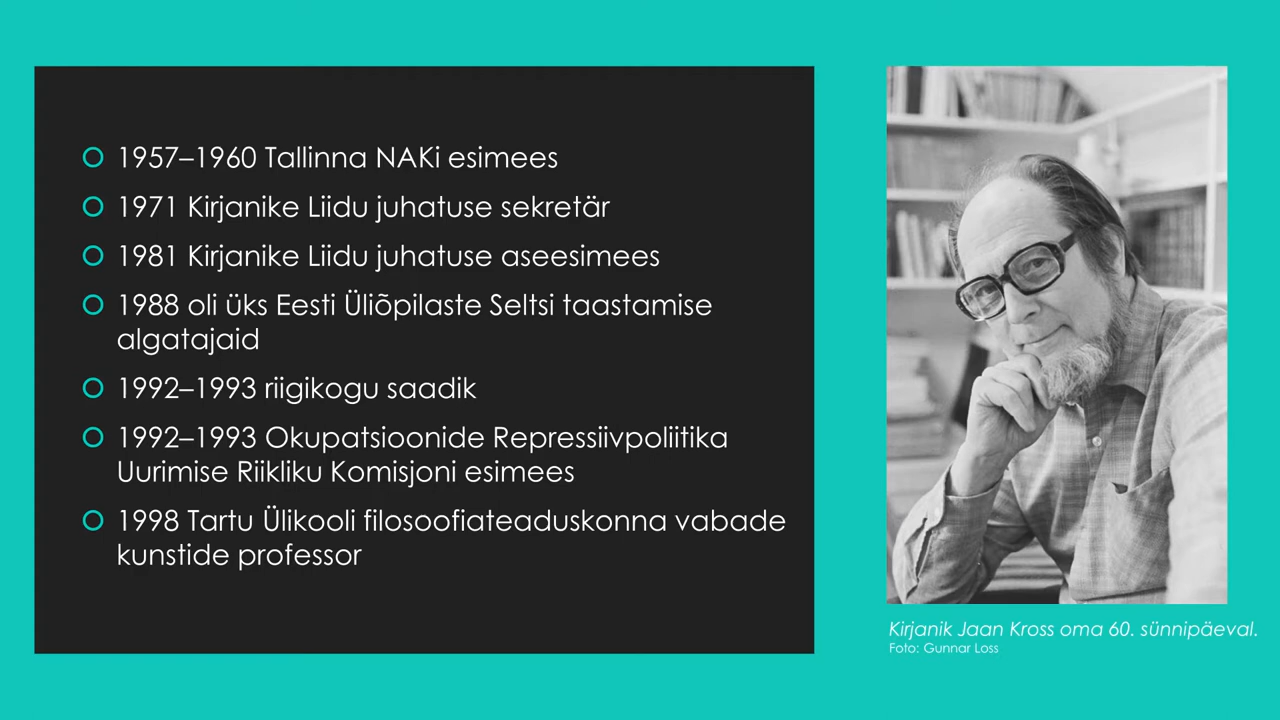 1957–1960 Tallinna NAKi esimees
1971 Kirjanike Liidu juhatuse sekretär
1981 Kirjanike Liidu juhatuse aseesimees
1988 oli üks Eesti Üliõpilaste Seltsi taastamise
algatajaid
1992–1993 riigikogu saadik
1992–1993 Okupatsioonide Repressiivpoliitika
Uurimise Riikliku Komisjoni esimees
1998 Tartu Ülikooli filosoofiateaduskonna vabade
kunstide professor
Kirjanik Jaan Kross oma 60. sünnipäeval.
Foto: Gunnar Loss